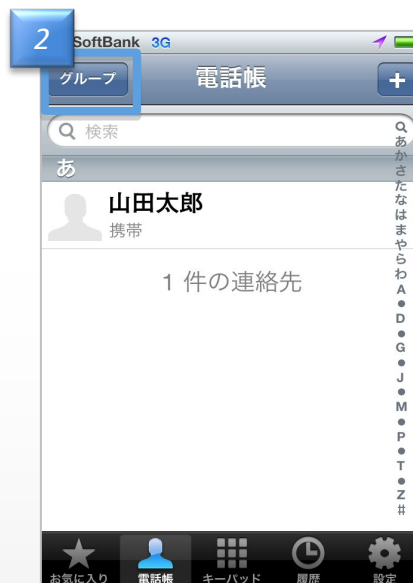 2
SoftBank 3G
グループ
電話帳
+
検索
あ
山田太郎
携帯
1 件の連絡先
あ
か
さ
た
な
は
ま
や
ら
わ
A
●
D
●
G
●
J
●
M
●
P
●
T
●
Z
#
お気に入り 電話帳 キーパッド 履歴 設定